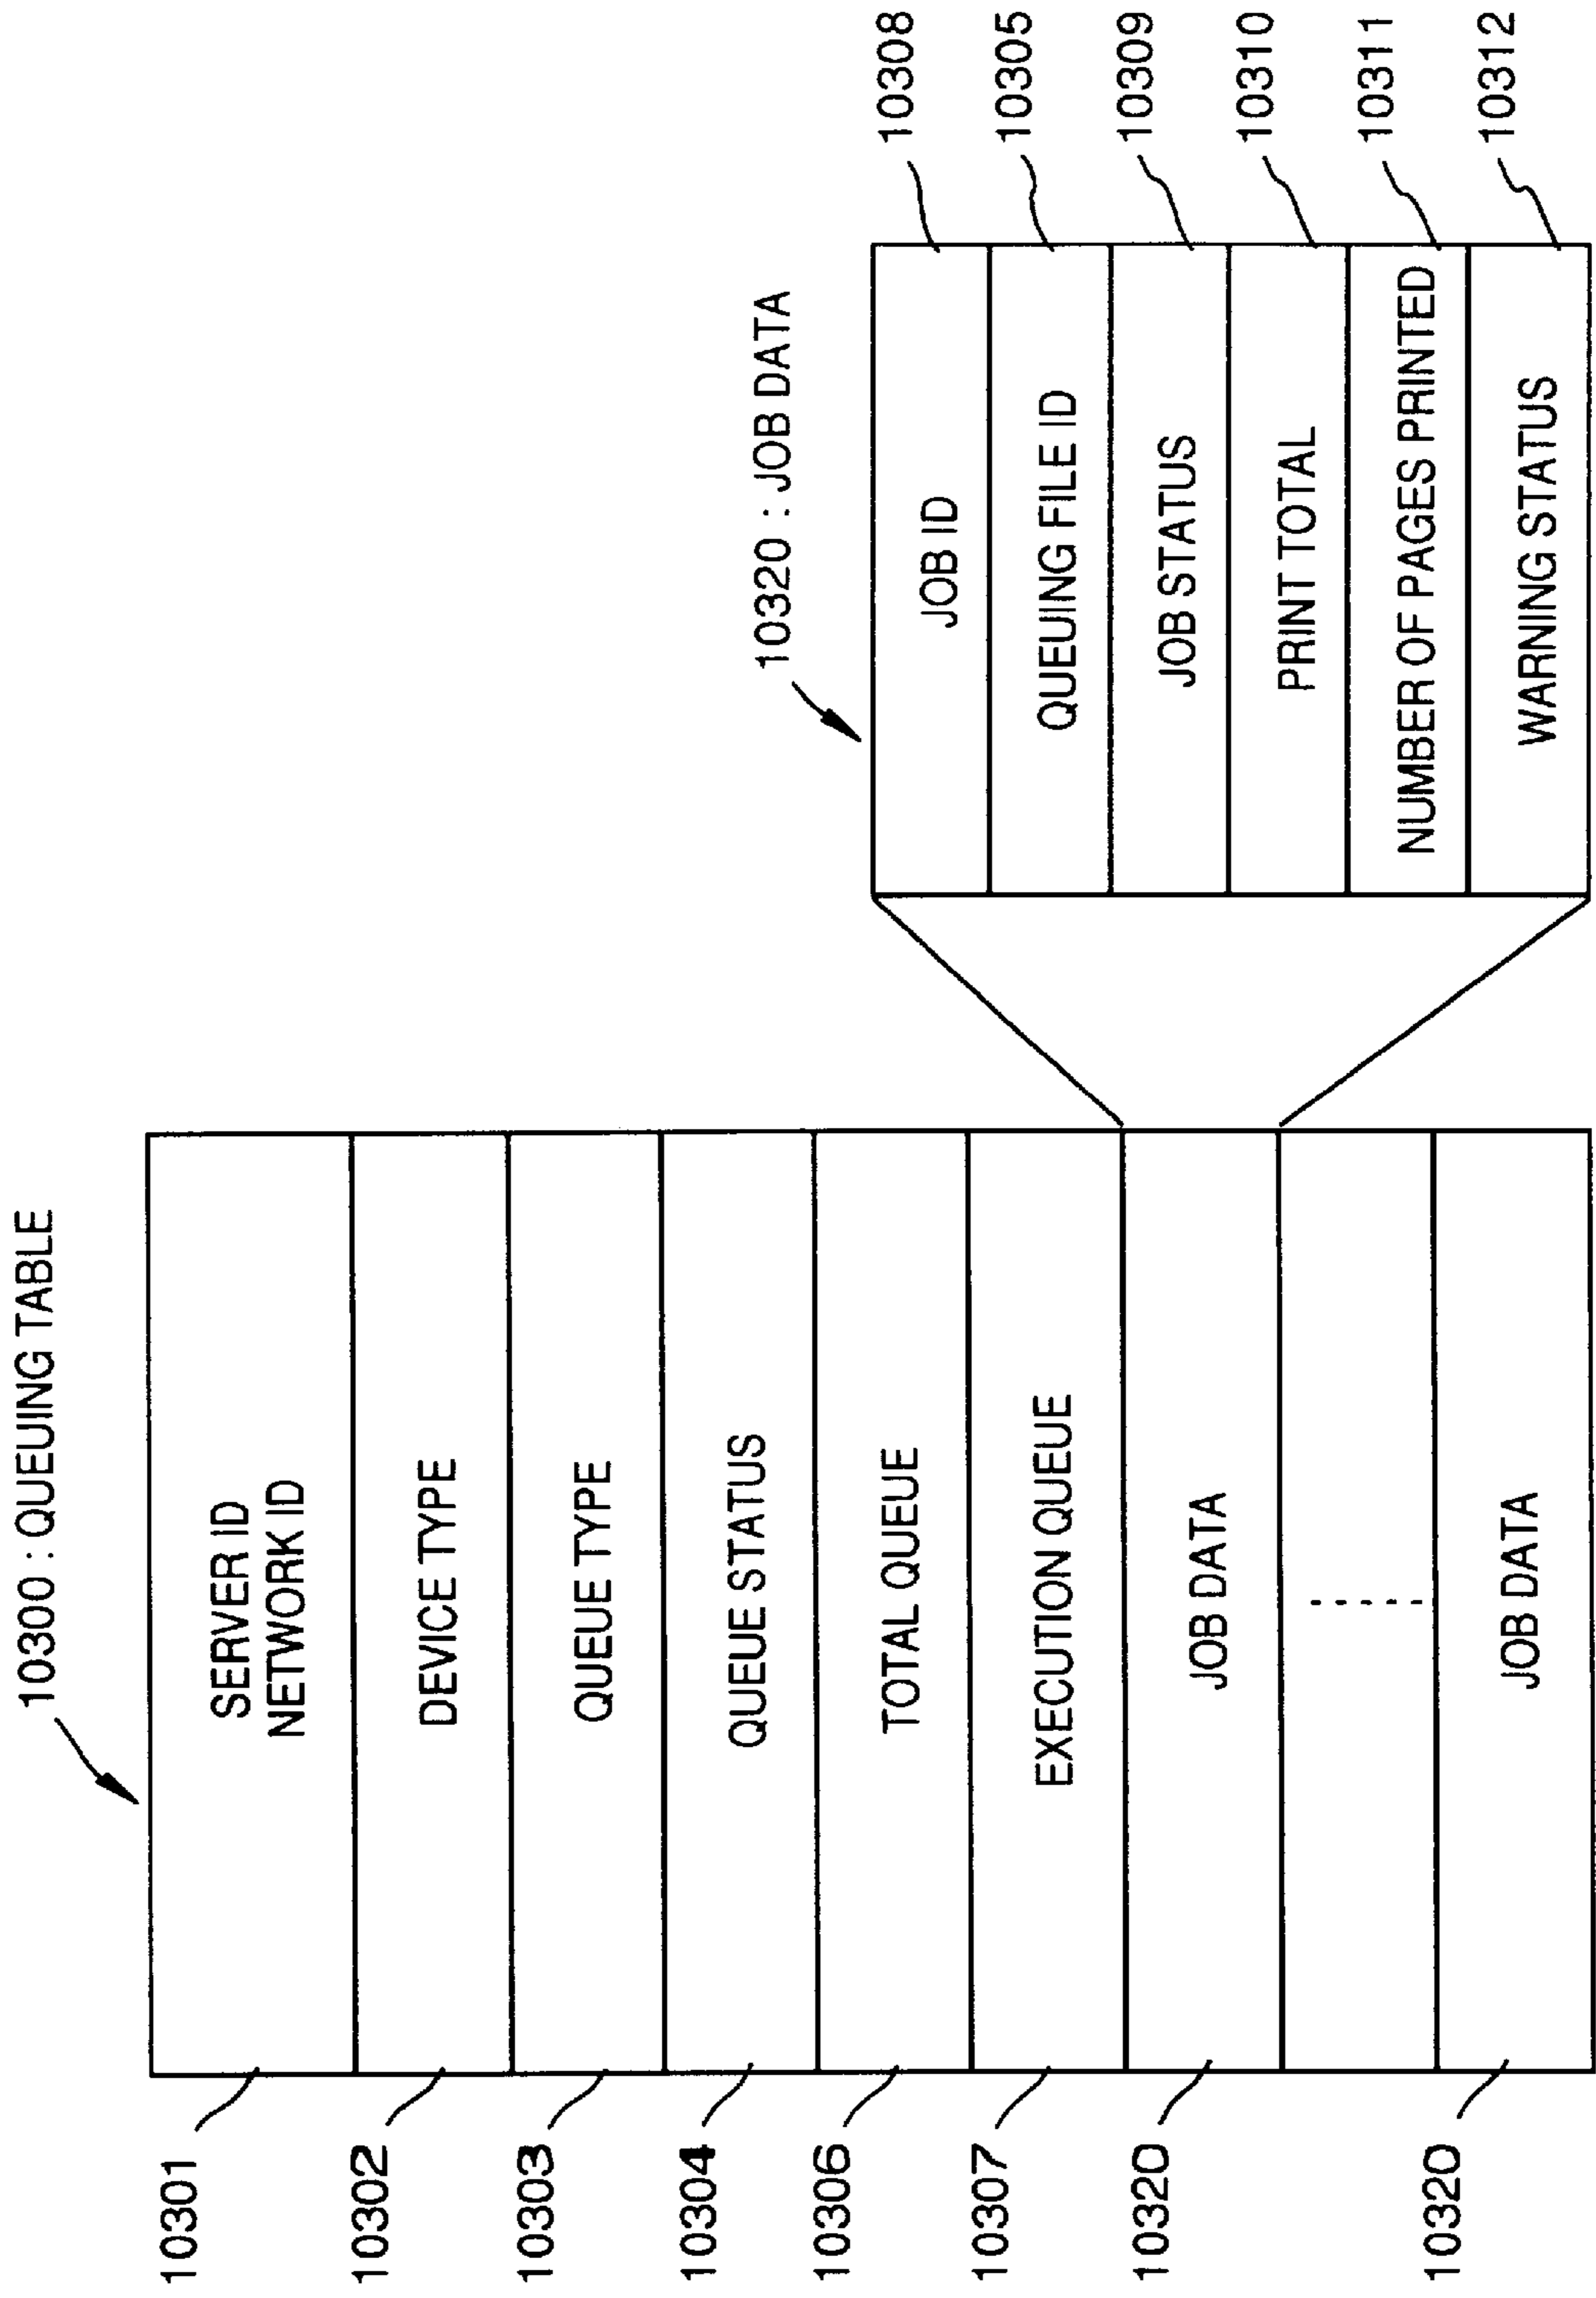 10300 : QUEUING TABLE
10301
SERVER ID
NETWORK ID
10302
DEVICE TYPE
10303
QUEUE TYPE
10304
QUEUE STATUS
10306
TOTAL QUEUE
10307
EXECUTION QUEUE
10320
JOB DATA
10320
JOB DATA
10320 : JOB DATA
JOB ID
10308
QUEUING FILE ID
10305
JOB STATUS
10309
PRINT TOTAL
10310
NUMBER OF PAGES PRINTED
10311
WARNING STATUS
10312